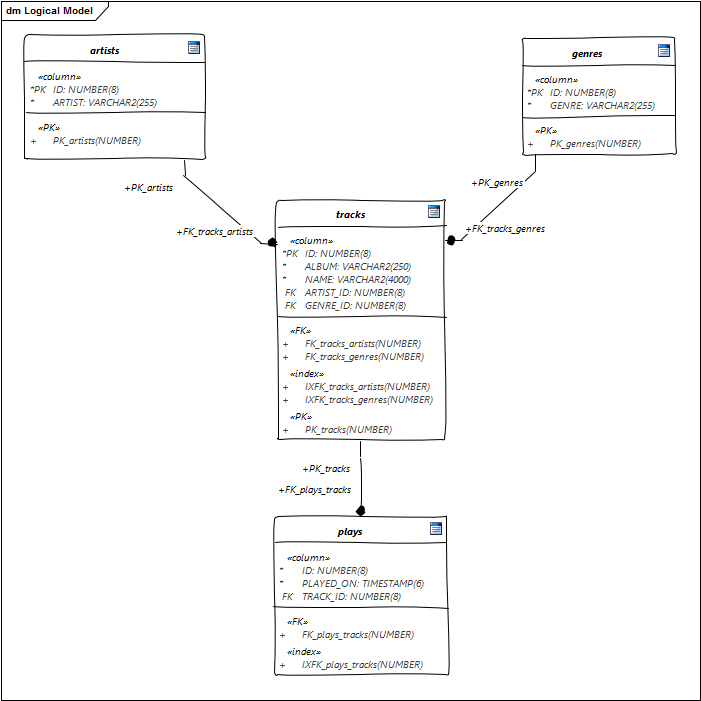 dm Logical Model
artists
«column»
*PK ID: NUMBER(8)
* ARTIST: VARCHAR2(255)
«PK»
+ PK_artists(NUMBER)
genres
«column»
*PK ID: NUMBER(8)
* GENRE: VARCHAR2(255)
«PK»
+ PK_genres(NUMBER)
+PK_artists
+FK_tracks_artists
+PK_genres
+FK_tracks_genres
tracks
«column»
*PK ID: NUMBER(8)
* ALBUM: VARCHAR2(250)
* NAME: VARCHAR2(4000)
FK ARTIST_ID: NUMBER(8)
FK GENRE_ID: NUMBER(8)
«FK»
+ FK_tracks_artists(NUMBER)
+ FK_tracks_genres(NUMBER)
«index»
+ IXFK_tracks_artists(NUMBER)
+ IXFK_tracks_genres(NUMBER)
«PK»
+ PK_tracks(NUMBER)
+PK_tracks
+FK_plays_tracks
plays
«column»
* ID: NUMBER(8)
* PLAYED_ON: TIMESTAMP(6)
FK TRACK_ID: NUMBER(8)
«FK»
+ FK_plays_tracks(NUMBER)
«index»
+ IXFK_plays_tracks(NUMBER)